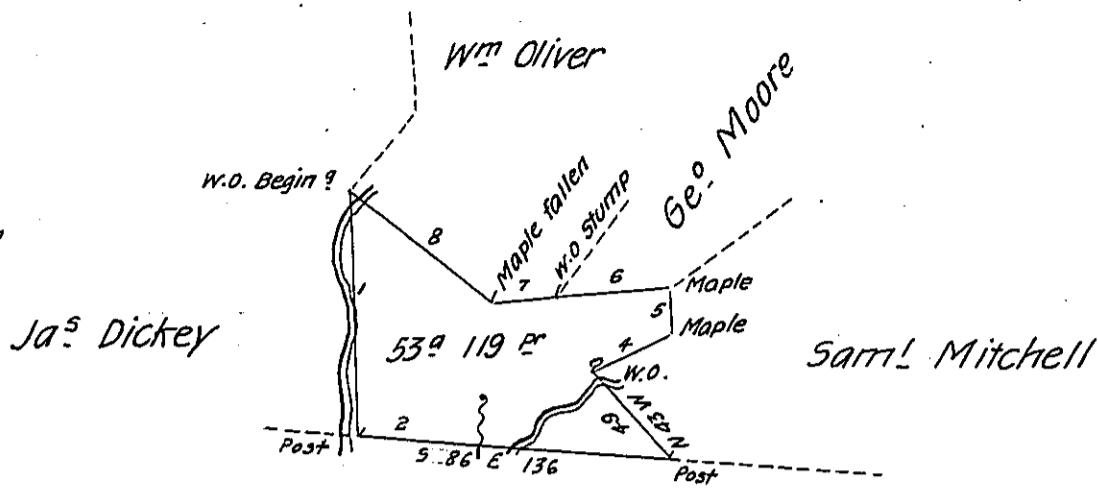 Wm Oliver
Geo. Moore
W.O. Begin g
Maple fallen
W.O Stump
8
7
6
Maple
5
Maple
1
Jas. Dickey
53a 119 Pr
4
Saml. Mitchell
W.O.
N 43 W
49
2
Post
S 86 E 136
Post